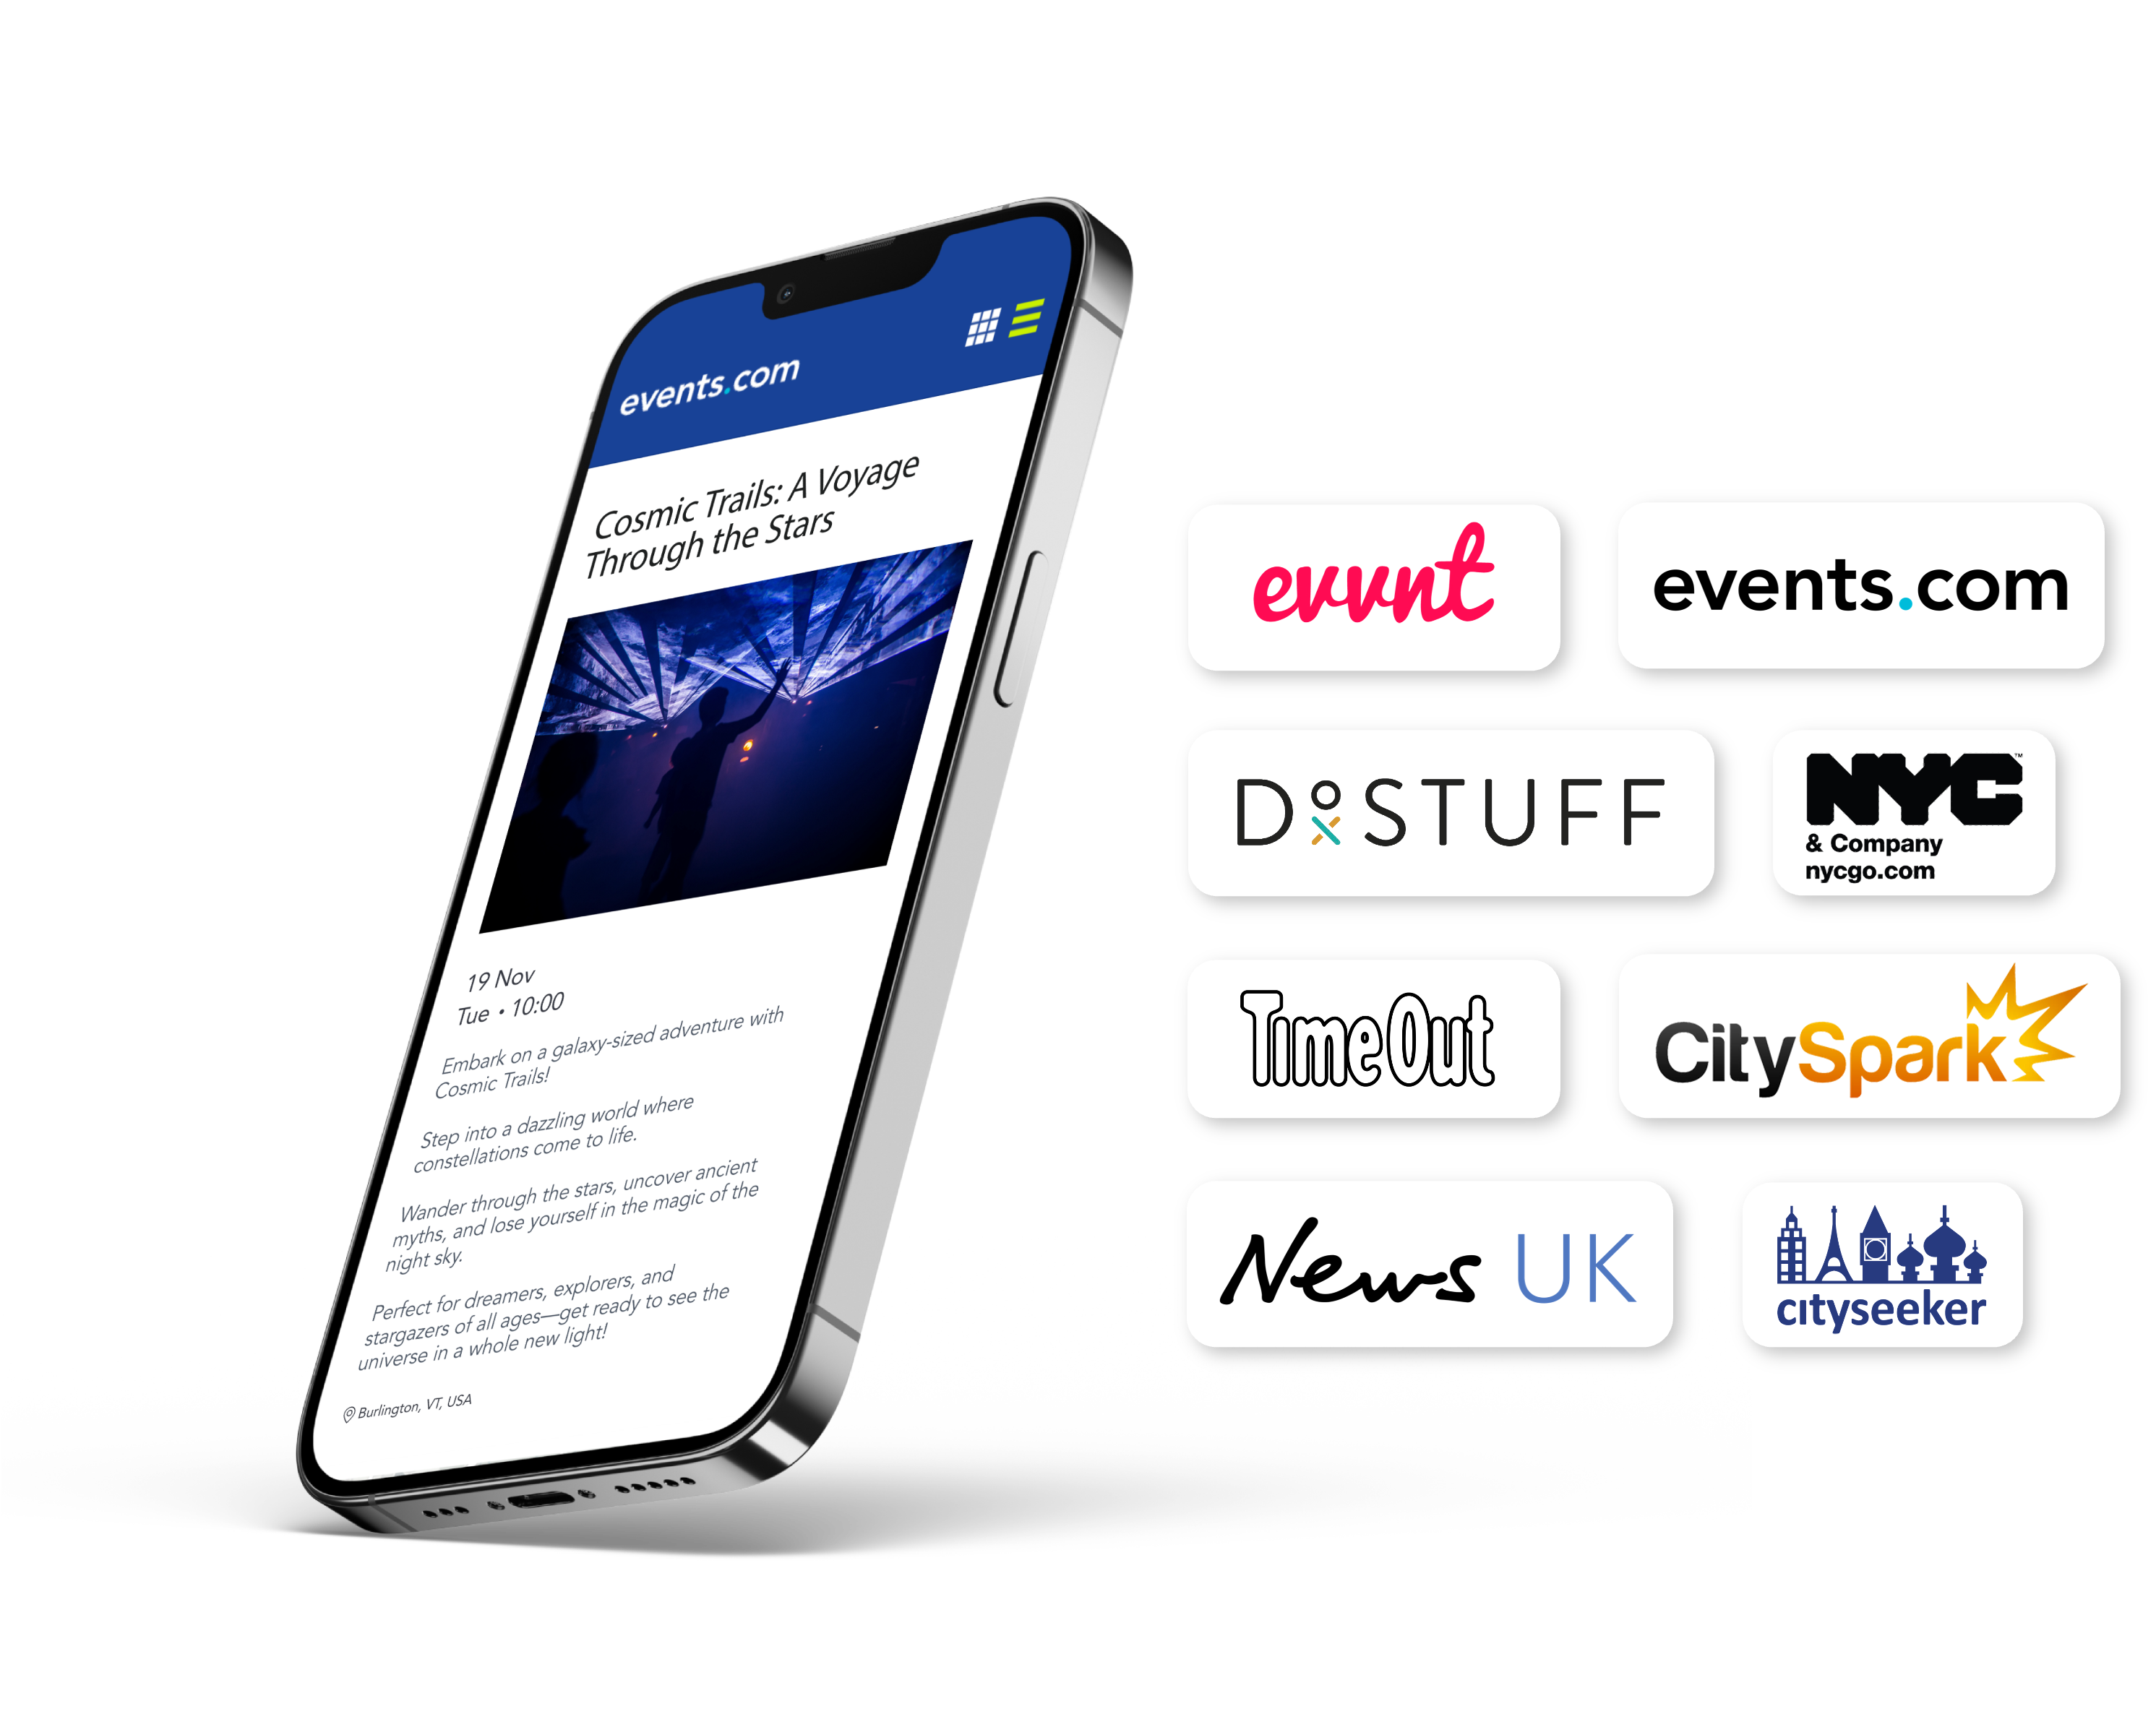 events.com
Cosmic Trails: A Voyage
Through the Stars
19 Nov
Tue • 10:00
Embark on a galaxy-sized adventure with
Cosmic Trails!
Step into a dazzling world where
constellations come to life.
Wander through the stars, uncover ancient
myths, and lose yourself in the magic of the
night sky.
Perfect for dreamers, explorers, and
stargazers of all ages—get ready to see the
universe in a whole new light!
Burlington, VT, USA
evvnt
events.com
DOSTUFF
NYC™
& Company
nycgo.com
TimeOut
CitySpark
News UK
cityseeker